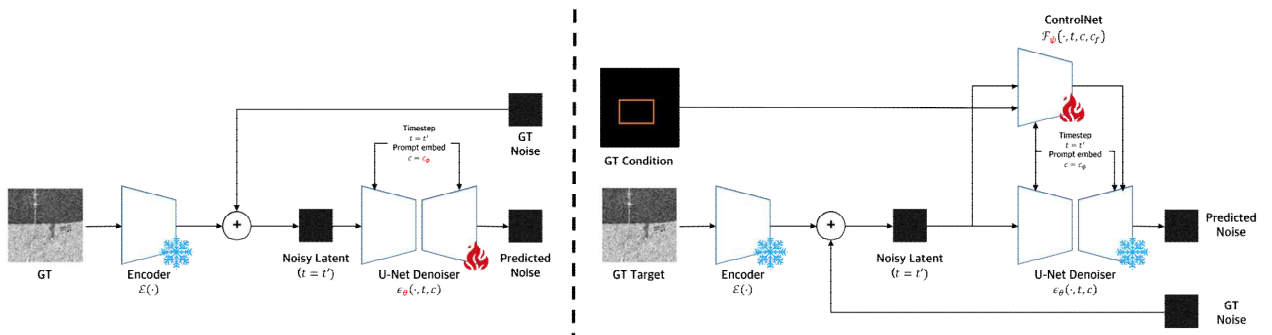 GT
Noise
Timestep
t = t′
Prompt embed
c = c_ϕ
GT
Encoder
ℰ(·)
+
Noisy Latent
(t = t′)
U-Net Denoiser
ϵ_θ(·, t, c)
Predicted
Noise
ControlNet
ℱ_ψ(·, t, c, c_f)
GT Condition
Timestep
t = t′
Prompt embed
c = c_ϕ
GT Target
Encoder
ℰ(·)
+
Noisy Latent
(t = t′)
U-Net Denoiser
ϵ_θ(·, t, c)
Predicted
Noise
GT
Noise